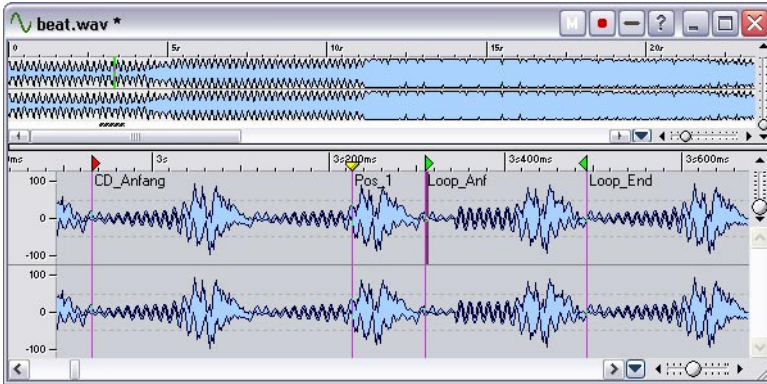 beat.wav *
M ?
0 5s 10s 15s 20s
ms 3s 3s200ms 3s400ms 3s600ms
CD_Anfang Pos_1 Loop_Anf Loop_End
100
0
-100
100
0
-100